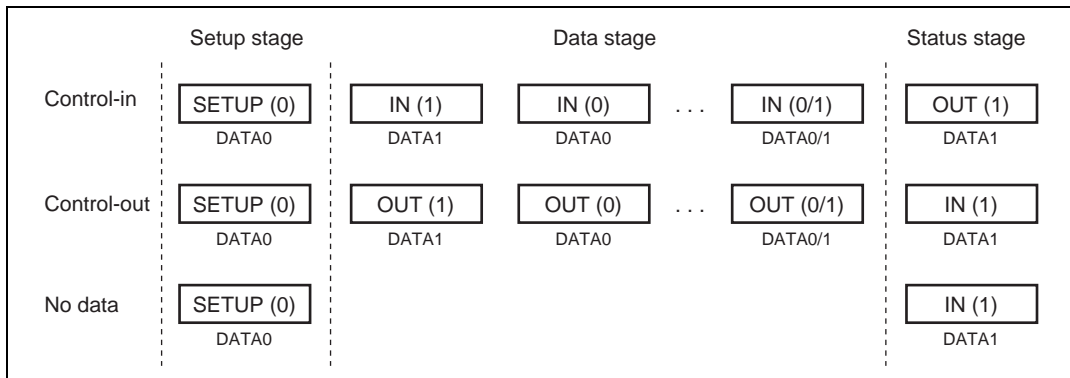 Setup stage Data stage Status stage
Control-in SETUP (0) IN (1) IN (0) . . . IN (0/1) OUT (1)
DATA0 DATA1 DATA0 DATA0/1 DATA1
Control-out SETUP (0) OUT (1) OUT (0) . . . OUT (0/1) IN (1)
DATA0 DATA1 DATA0 DATA0/1 DATA1
No data SETUP (0) IN (1)
DATA0 DATA1